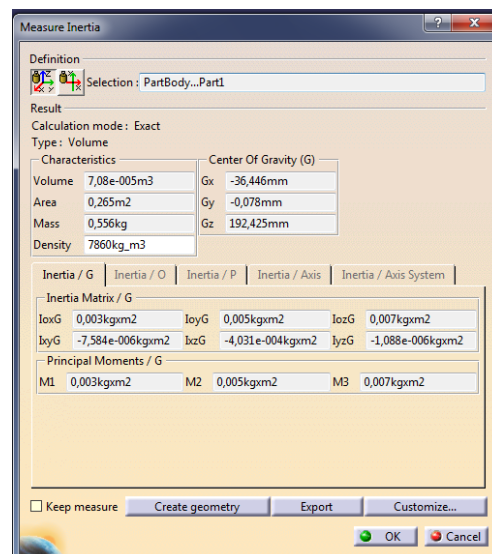 Measure Inertia
Definition
Selection : PartBody...Part1
Result
Calculation mode : Exact
Type : Volume
Characteristics
Volume 7,08e-005m3
Area 0,265m2
Mass 0,556kg
Density 7860kg_m3
Center Of Gravity (G)
Gx -36,446mm
Gy -0,078mm
Gz 192,425mm
Inertia / G Inertia / O Inertia / P Inertia / Axis Inertia / Axis System
Inertia Matrix / G
IoxG 0,003kgxm2 IoyG 0,005kgxm2 IozG 0,007kgxm2
IxyG -7,584e-006kgxm2 IxzG -4,031e-004kgxm2 IyzG -1,088e-006kgxm2
Principal Moments / G
M1 0,003kgxm2 M2 0,005kgxm2 M3 0,007kgxm2
Keep measure Create geometry Export Customize...
OK Cancel